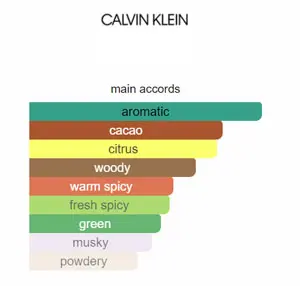 CALVIN KLEIN
main accords
aromatic
cacao
citrus
woody
warm spicy
fresh spicy
green
musky
powdery